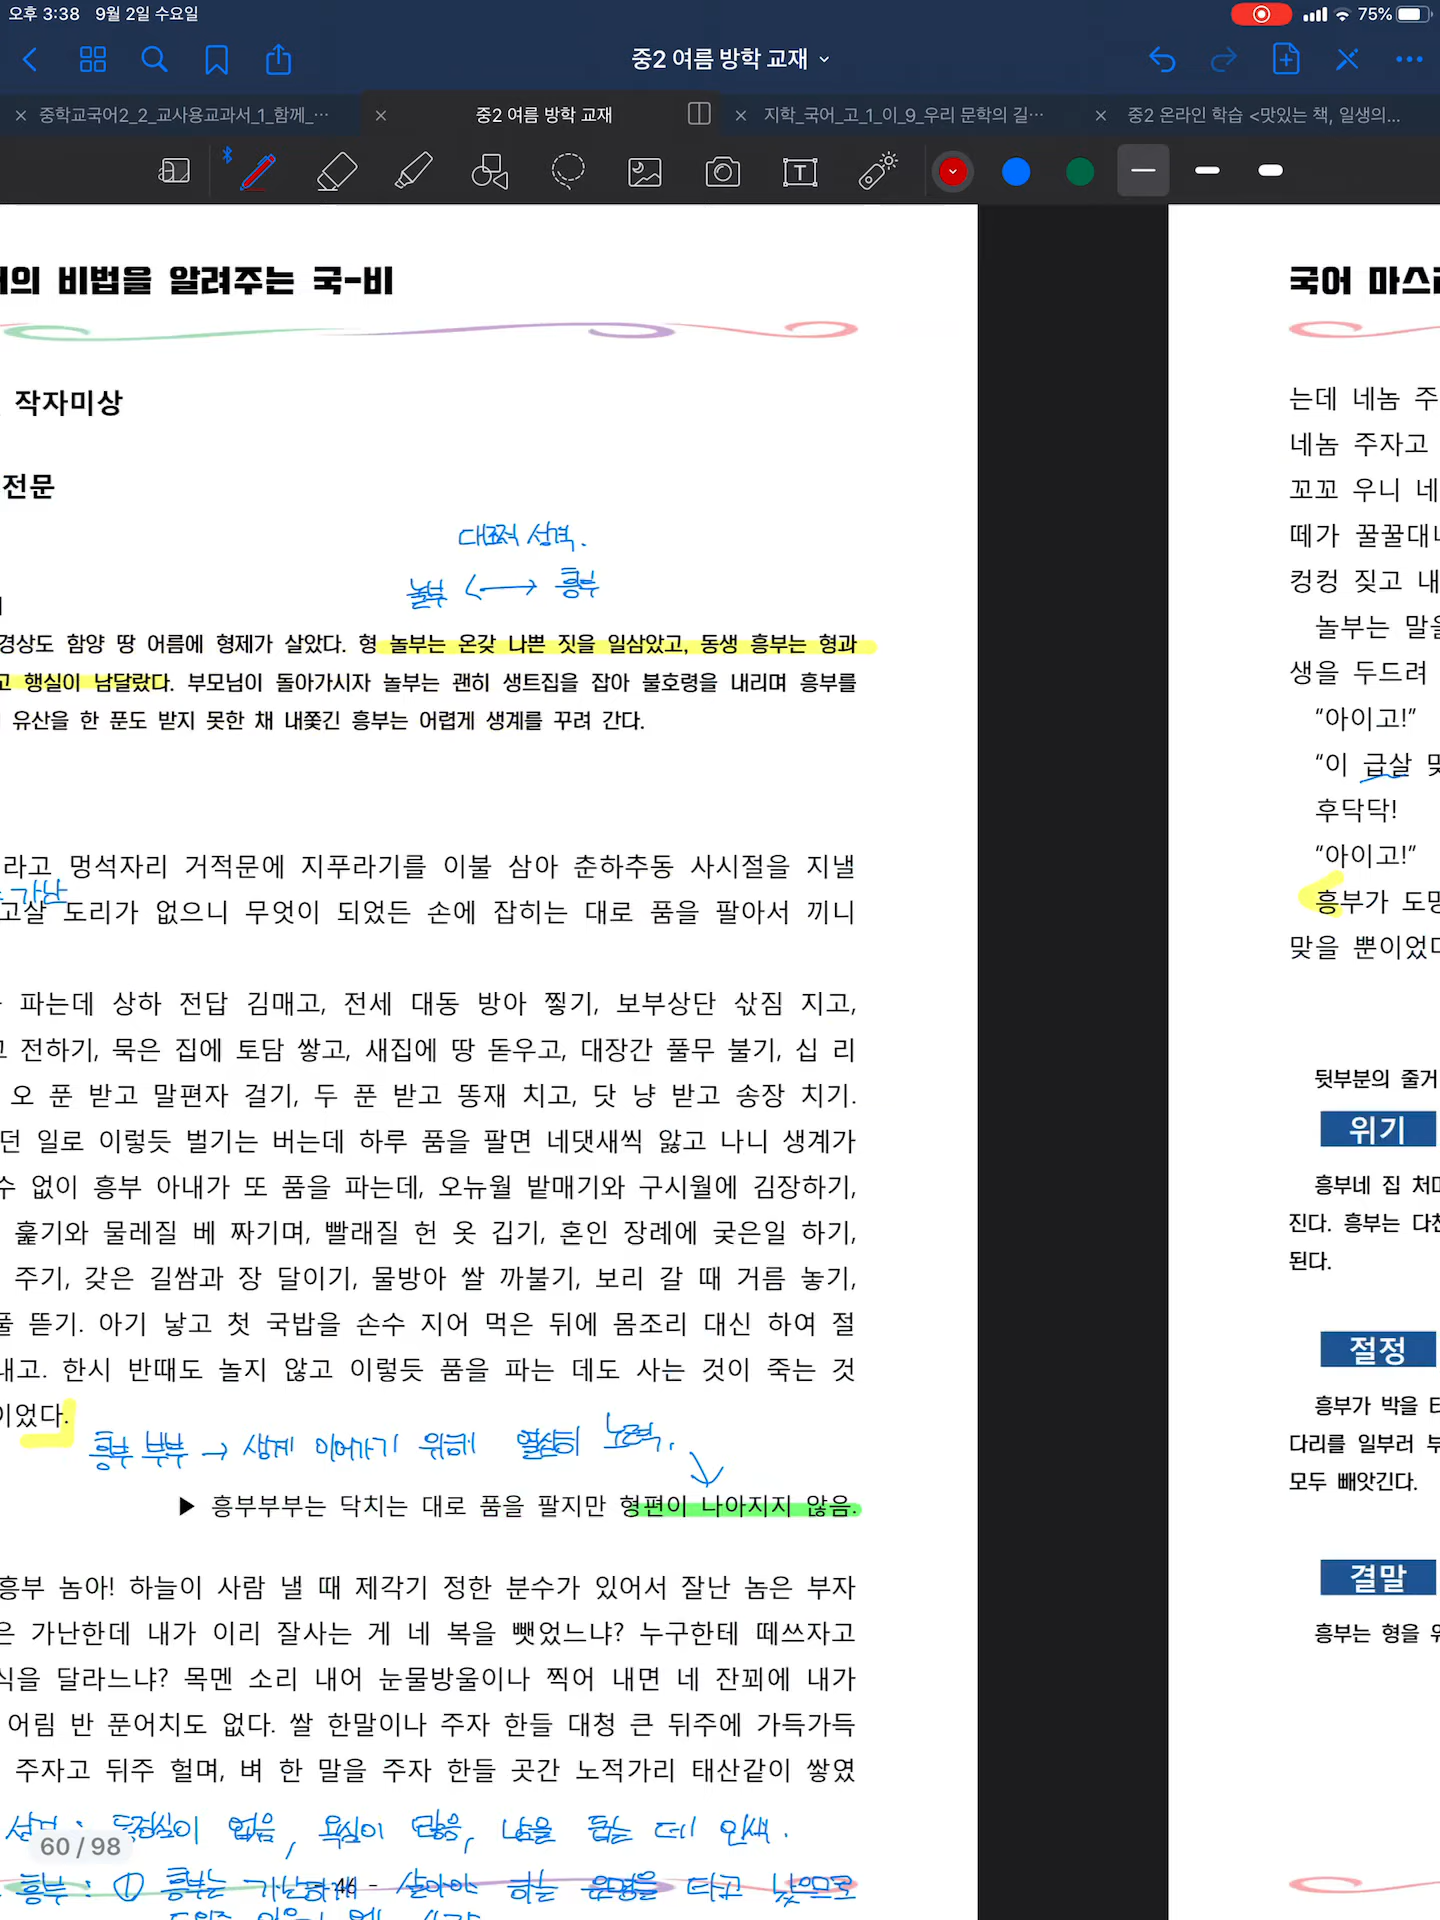 오후 3:38 9월 2일 수요일
75%
중2 여름 방학 교재
중학교국어2_2_교사용교과서_1_함께_…
중2 여름 방학 교재
지학_국어_고_1_이_9_우리 문학의 길…
중2 온라인 학습 <맛있는 책, 일생의...
비법을 알려주는 국-비
작자미상
전문
대조적 성격.
놀부 <—> 흥부
경상도 함양 땅 어름에 형제가 살았다. 형 놀부는 온갖 나쁜 짓을 일삼았고, 동생 흥부는 형과
고 행실이 남달랐다. 부모님이 돌아가시자 놀부는 괜히 생트집을 잡아 불호령을 내리며 흥부를
유산을 한 푼도 받지 못한 채 내쫓긴 흥부는 어렵게 생계를 꾸려 간다.
라고 멍석자리 거적문에 지푸라기를 이불 삼아 춘하추동 사시절을 지낼
가난
고살 도리가 없으니 무엇이 되었든 손에 잡히는 대로 품을 팔아서 끼니
파는데 상하 전답 김매고, 전세 대동 방아 찧기, 보부상단 삯짐 지고,
전하기, 묵은 집에 토담 쌓고, 새집에 땅 돋우고, 대장간 풀무 불기, 십 리
오 푼 받고 말편자 걸기, 두 푼 받고 똥재 치고, 닷 냥 받고 송장 치기.
던 일로 이렇듯 벌기는 버는데 하루 품을 팔면 네댓새씩 앓고 나니 생계가
수 없이 흥부 아내가 또 품을 파는데, 오뉴월 밭매기와 구시월에 김장하기,
훑기와 물레질 베 짜기며, 빨래질 헌 옷 깁기, 혼인 장례에 궂은일 하기,
주기, 갖은 길쌈과 장 달이기, 물방아 쌀 까불기, 보리 갈 때 거름 놓기,
뜯기. 아기 낳고 첫 국밥을 손수 지어 먹은 뒤에 몸조리 대신 하여 절
내고. 한시 반때도 놀지 않고 이렇듯 품을 파는 데도 사는 것이 죽는 것
이었다.
흥부 부부 → 생계 이어가기 위해 열심히 노력.
▶ 흥부부부는 닥치는 대로 품을 팔지만 형편이 나아지지 않음.
흥부 놈아! 하늘이 사람 낼 때 제각기 정한 분수가 있어서 잘난 놈은 부자
은 가난한데 내가 이리 잘사는 게 네 복을 뺏었느냐? 누구한테 떼쓰자고
식을 달라느냐? 목멘 소리 내어 눈물방울이나 찍어 내면 네 잔꾀에 내가
어림 반 푼어치도 없다. 쌀 한말이나 주자 한들 대청 큰 뒤주에 가득가득
주자고 뒤주 헐며, 벼 한 말을 주자 한들 곳간 노적가리 태산같이 쌓였
성격 : 동정심이 없음, 욕심이 많음, 남을 돕는 데 인색.
60 / 98
흥부 : ① 흥부는 가난하게 살아야 하는 운명을 타고 났으므로
- 46 -
국어 마스터
는데 네놈 주
네놈 주자고
꼬꼬 우니 네
떼가 꿀꿀대니
컹컹 짖고 내
놀부는 말을
생을 두드려
“아이고!”
“이 급살 맞
후닥닥!
“아이고!”
흥부가 도망
맞을 뿐이었다
뒷부분의 줄거
위기
흥부네 집 처마
진다. 흥부는 다친
된다.
절정
흥부가 박을 타
다리를 일부러 부
모두 빼앗긴다.
결말
흥부는 형을 위